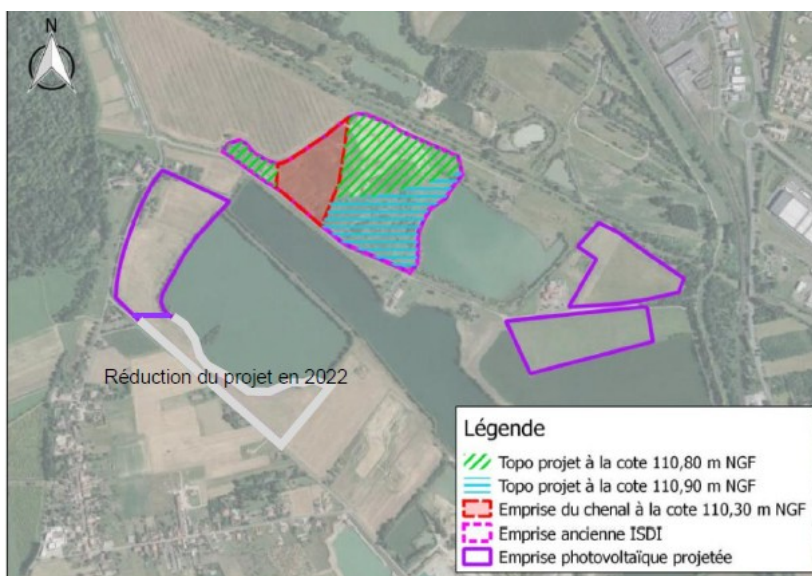 N
Réduction du projet en 2022
Légende
Topo projet à la cote 110,80 m NGF
Topo projet à la cote 110,90 m NGF
Emprise du chenal à la cote 110,30 m NGF
Emprise ancienne ISDI
Emprise photovoltaïque projetée